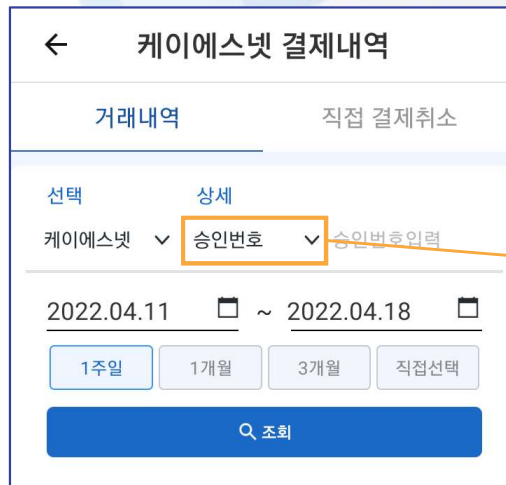 케이에스넷 결제내역
거래내역 직접 결제취소
선택 상세
케이에스넷 승인번호 승인번호입력
2022.04.11 ~ 2022.04.18
1주일 1개월 3개월 직접선택
조회